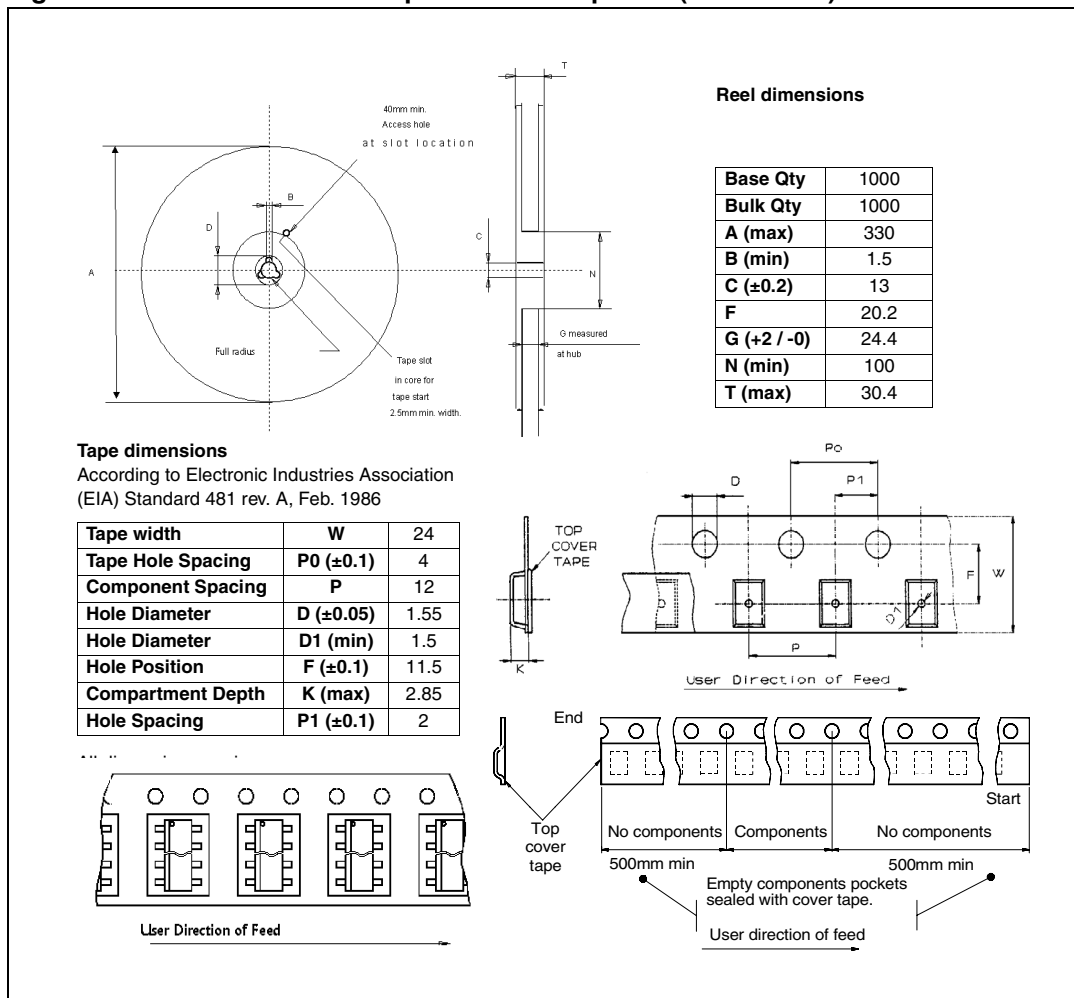 T
Reel dimensions
40mm min.
Access hole
at slot location
B
D
C
A
N
G measured
at hub
Full radius
Tape slot
in core for
tape start
2.5mm min. width.
Base Qty 1000
Bulk Qty 1000
A (max) 330
B (min) 1.5
C (±0.2) 13
F 20.2
G (+2 / -0) 24.4
N (min) 100
T (max) 30.4
Tape dimensions
According to Electronic Industries Association
(EIA) Standard 481 rev. A, Feb. 1986
Tape width W 24
Tape Hole Spacing P0 (±0.1) 4
Component Spacing P 12
Hole Diameter D (±0.05) 1.55
Hole Diameter D1 (min) 1.5
Hole Position F (±0.1) 11.5
Compartment Depth K (max) 2.85
Hole Spacing P1 (±0.1) 2
Po
D
P1
TOP
COVER
TAPE
F
W
D1
P
K
User Direction of Feed
End
Start
Top
cover
tape
No components
Components
No components
500mm min
500mm min
Empty components pockets
sealed with cover tape.
User direction of feed
User Direction of Feed